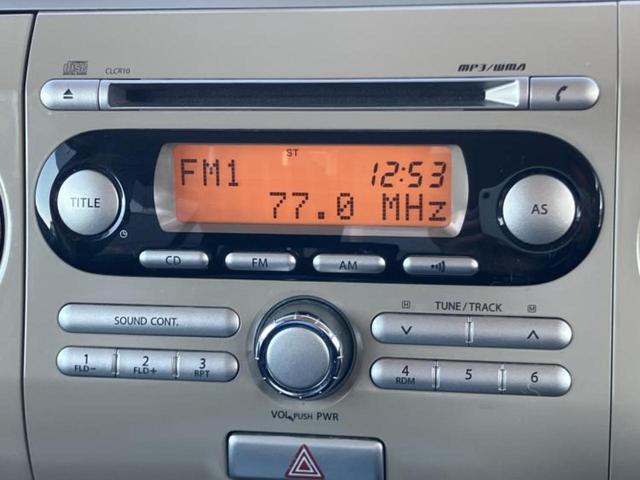 disc
CLCR10
MP3/WMA
ST
FM1 12:53
77.0 MHz
TITLE
AS
CD FM AM
SOUND CONT.
H TUNE/TRACK M
1 2 3
FLD- FLD+ RPT
4 5 6
RDM
VOL PUSH PWR